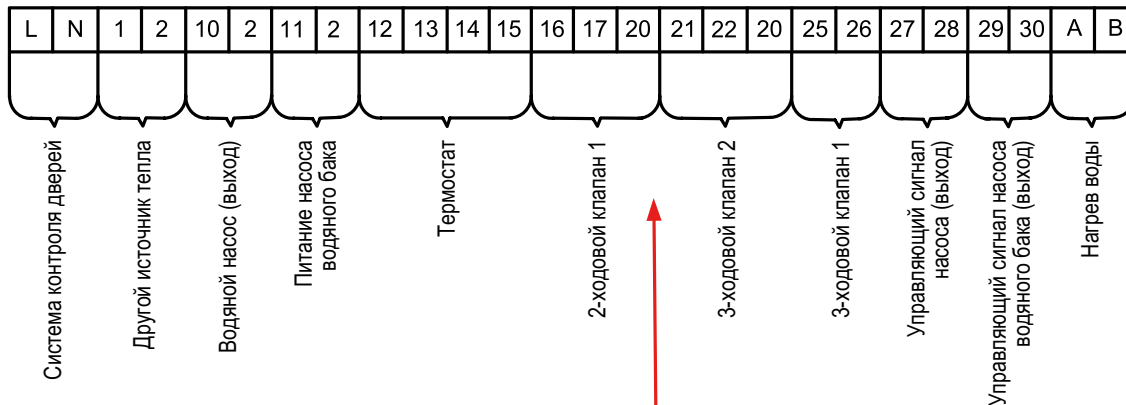 L N 1 2 10 2 11 2 12 13 14 15 16 17 20 21 22 20 25 26 27 28 29 30 A B
Система контроля дверей
Другой источник тепла
Водяной насос (выход)
Питание насоса
водяного бака
Термостат
2-ходовой клапан 1
3-ходовой клапан 2
3-ходовой клапан 1
Управляющий сигнал
насоса (выход)
Управляющий сигнал насоса
водяного бака (выход)
Нагрев воды